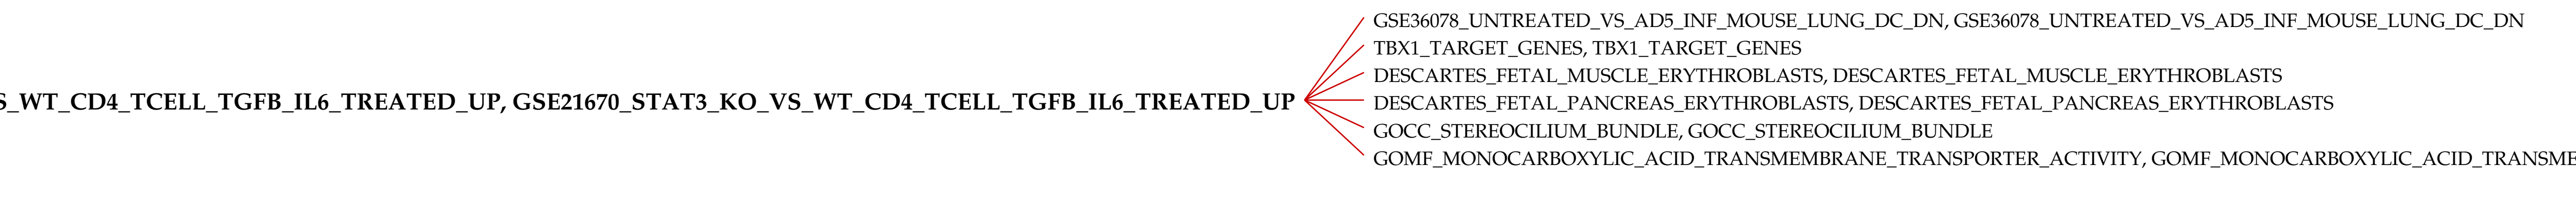 GSE36078_UNTREATED_VS_AD5_INF_MOUSE_LUNG_DC_DN, GSE36078_UNTREATED_VS_AD5_INF_MOUSE_LUNG_DC_DN
TBX1_TARGET_GENES, TBX1_TARGET_GENES
DESCARTES_FETAL_MUSCLE_ERYTHROBLASTS, DESCARTES_FETAL_MUSCLE_ERYTHROBLASTS
S_WT_CD4_TCELL_TGFB_IL6_TREATED_UP, GSE21670_STAT3_KO_VS_WT_CD4_TCELL_TGFB_IL6_TREATED_UP
DESCARTES_FETAL_PANCREAS_ERYTHROBLASTS, DESCARTES_FETAL_PANCREAS_ERYTHROBLASTS
GOCC_STEREOCILIUM_BUNDLE, GOCC_STEREOCILIUM_BUNDLE
GOMF_MONOCARBOXYLIC_ACID_TRANSMEMBRANE_TRANSPORTER_ACTIVITY, GOMF_MONOCARBOXYLIC_ACID_TRANSME